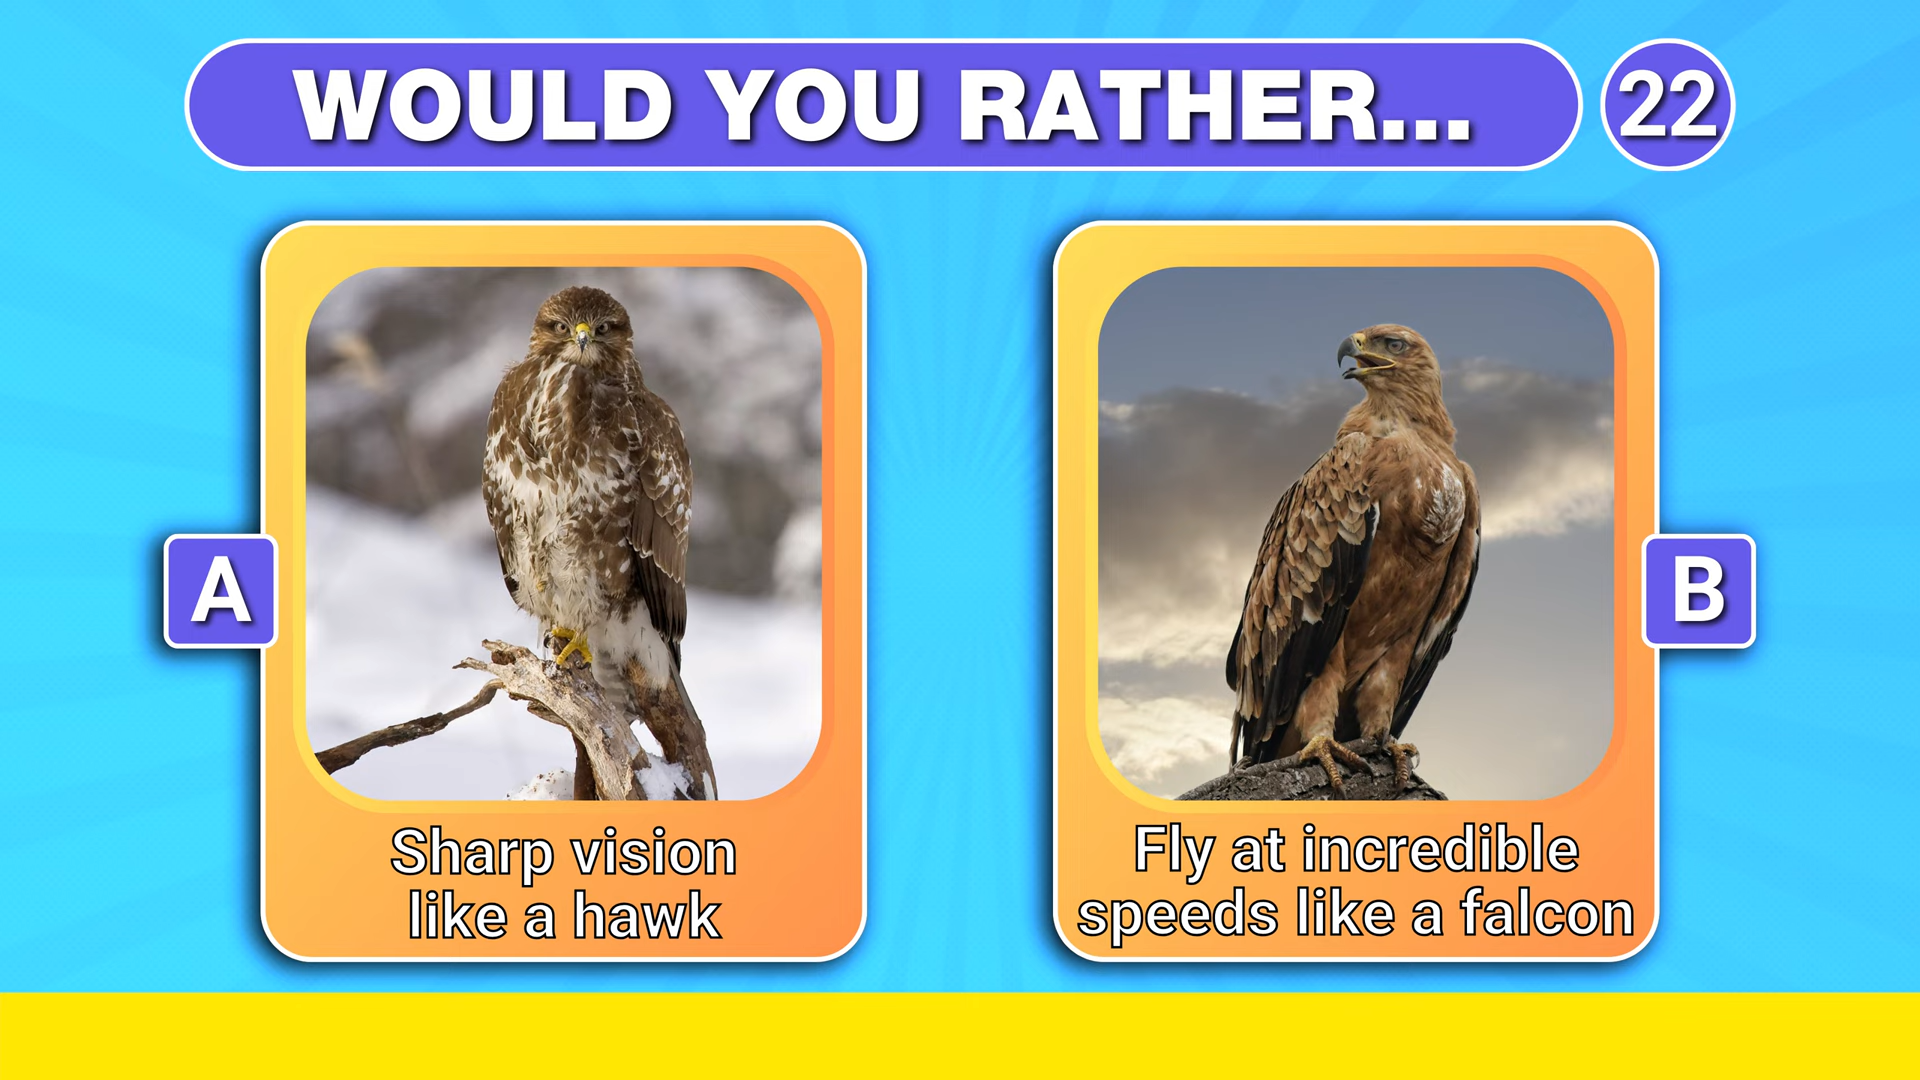 WOULD YOU RATHER...
22
A
B
Sharp vision
like a hawk
Fly at incredible
speeds like a falcon